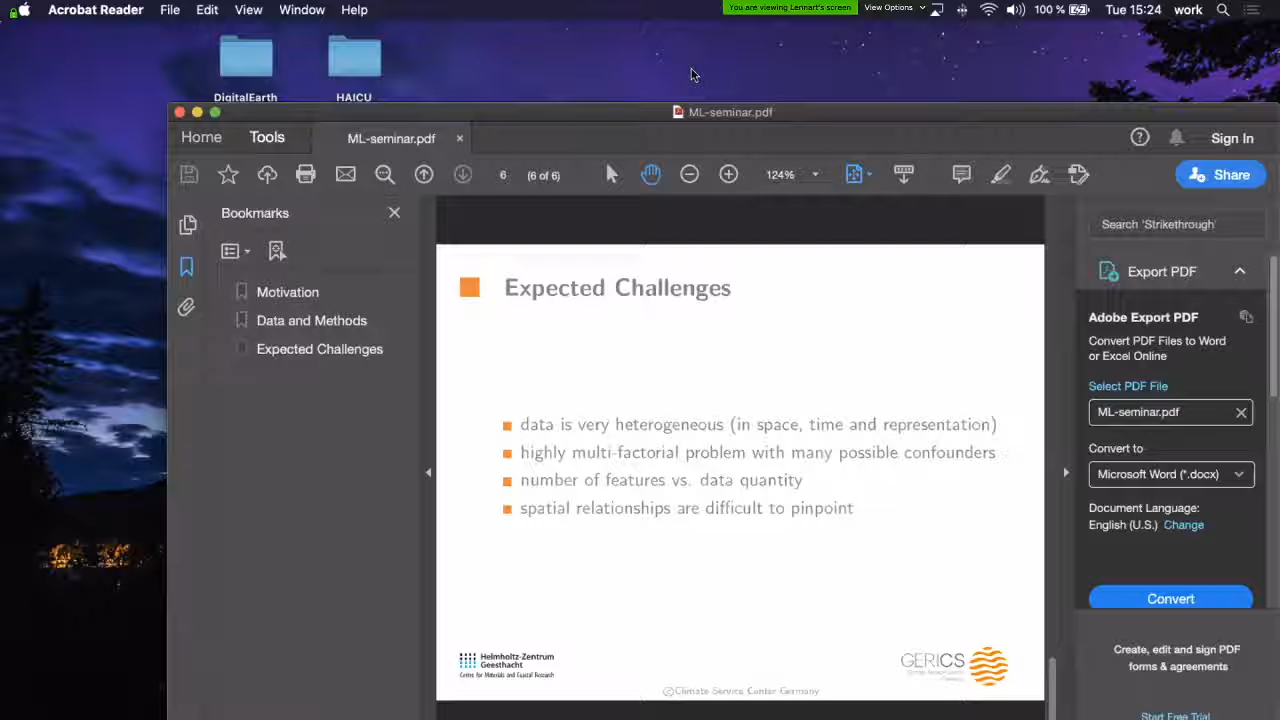 Acrobat Reader File Edit View Window Help You are viewing Lennart's screen View Options 100 % Tue 15:24 work
DigitalEarth HAICU
ML-seminar.pdf
Home Tools ML-seminar.pdf × Sign In
6 (6 of 6) 124% Share
Bookmarks
Motivation
Data and Methods
Expected Challenges
Expected Challenges
data is very heterogeneous (in space, time and representation)
highly multi-factorial problem with many possible confounders
number of features vs. data quantity
spatial relationships are difficult to pinpoint
Helmholtz-Zentrum
Geesthacht
Centre for Materials and Coastal Research
GERICS
©Climate Service Center Germany
Search 'Strikethrough'
Export PDF
Adobe Export PDF
Convert PDF Files to Word
or Excel Online
Select PDF File
ML-seminar.pdf
Convert to
Microsoft Word (*.docx)
Document Language:
English (U.S.) Change
Convert
Create, edit and sign PDF
forms & agreements
Start Free Trial